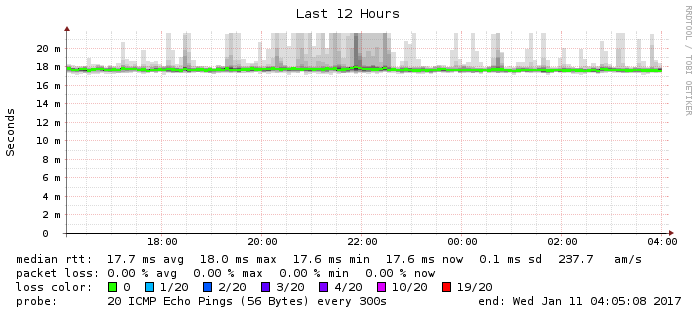 Last 12 Hours
RRDTOOL / TOBI OETIKER
Seconds
20 m
18 m
16 m
14 m
12 m
10 m
8 m
6 m
4 m
2 m
0
18:00 20:00 22:00 00:00 02:00 04:00
median rtt: 17.7 ms avg 18.0 ms max 17.6 ms min 17.6 ms now 0.1 ms sd 237.7 am/s
packet loss: 0.00 % avg 0.00 % max 0.00 % min 0.00 % now
loss color: 0 1/20 2/20 3/20 4/20 10/20 19/20
probe: 20 ICMP Echo Pings (56 Bytes) every 300s end: Wed Jan 11 04:05:08 2017